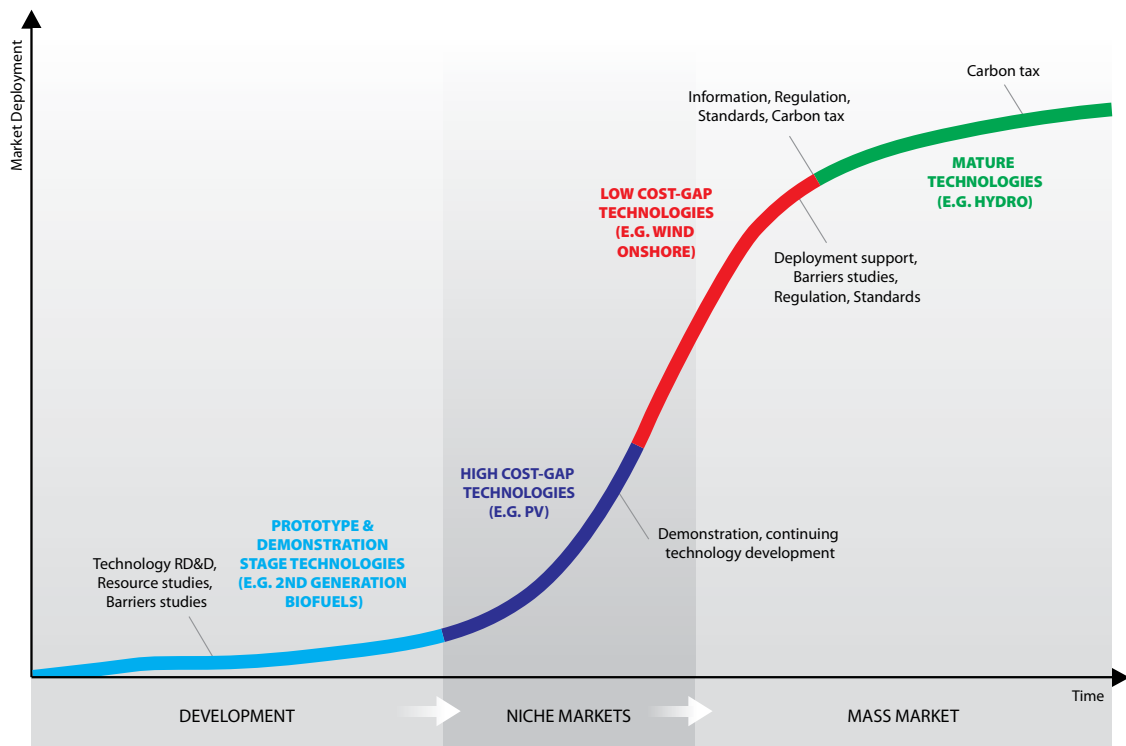 Market Deployment
Carbon tax
Information, Regulation,
Standards, Carbon tax
MATURE
TECHNOLOGIES
(E.G. HYDRO)
LOW COST-GAP
TECHNOLOGIES
(E.G. WIND
ONSHORE)
Deployment support,
Barriers studies,
Regulation, Standards
HIGH COST-GAP
TECHNOLOGIES
(E.G. PV)
Demonstration, continuing
technology development
PROTOTYPE &
DEMONSTRATION
STAGE TECHNOLOGIES
(E.G. 2ND GENERATION
BIOFUELS)
Technology RD&D,
Resource studies,
Barriers studies
Time
DEVELOPMENT
NICHE MARKETS
MASS MARKET